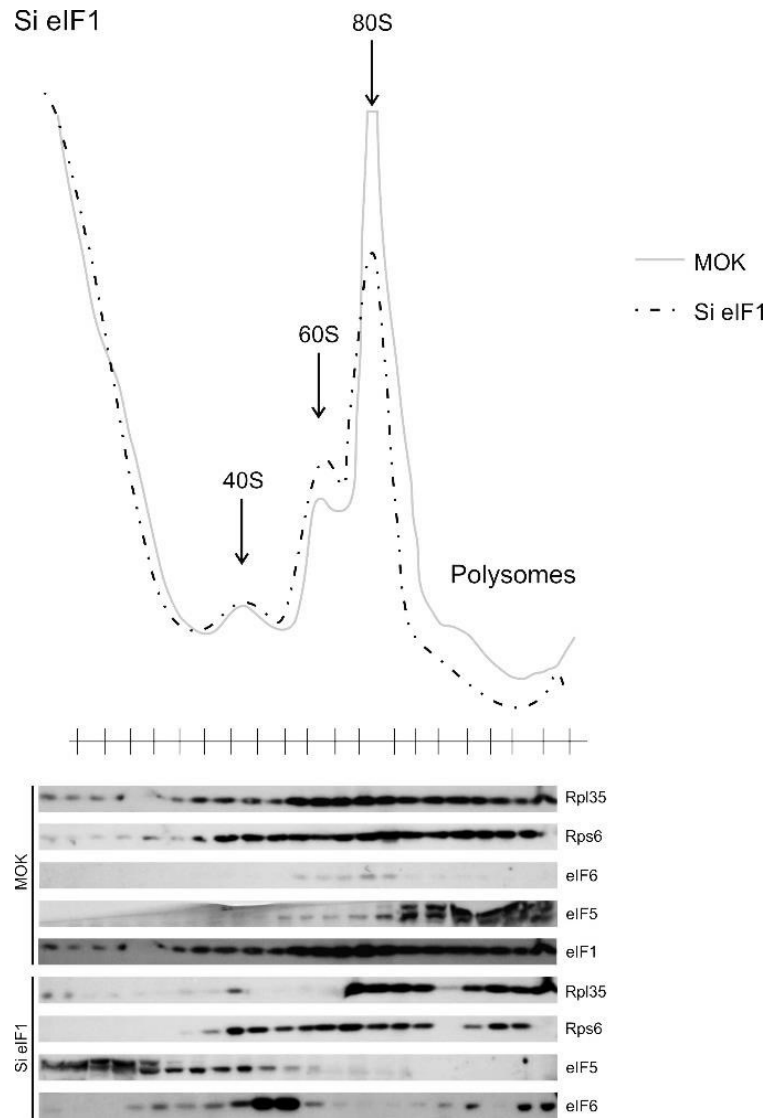 Si eIF1
80S
MOK
Si eIF1
60S
40S
Polysomes
MOK
Rpl35
Rps6
eIF6
eIF5
eIF1
Si eIF1
Rpl35
Rps6
eIF5
eIF6